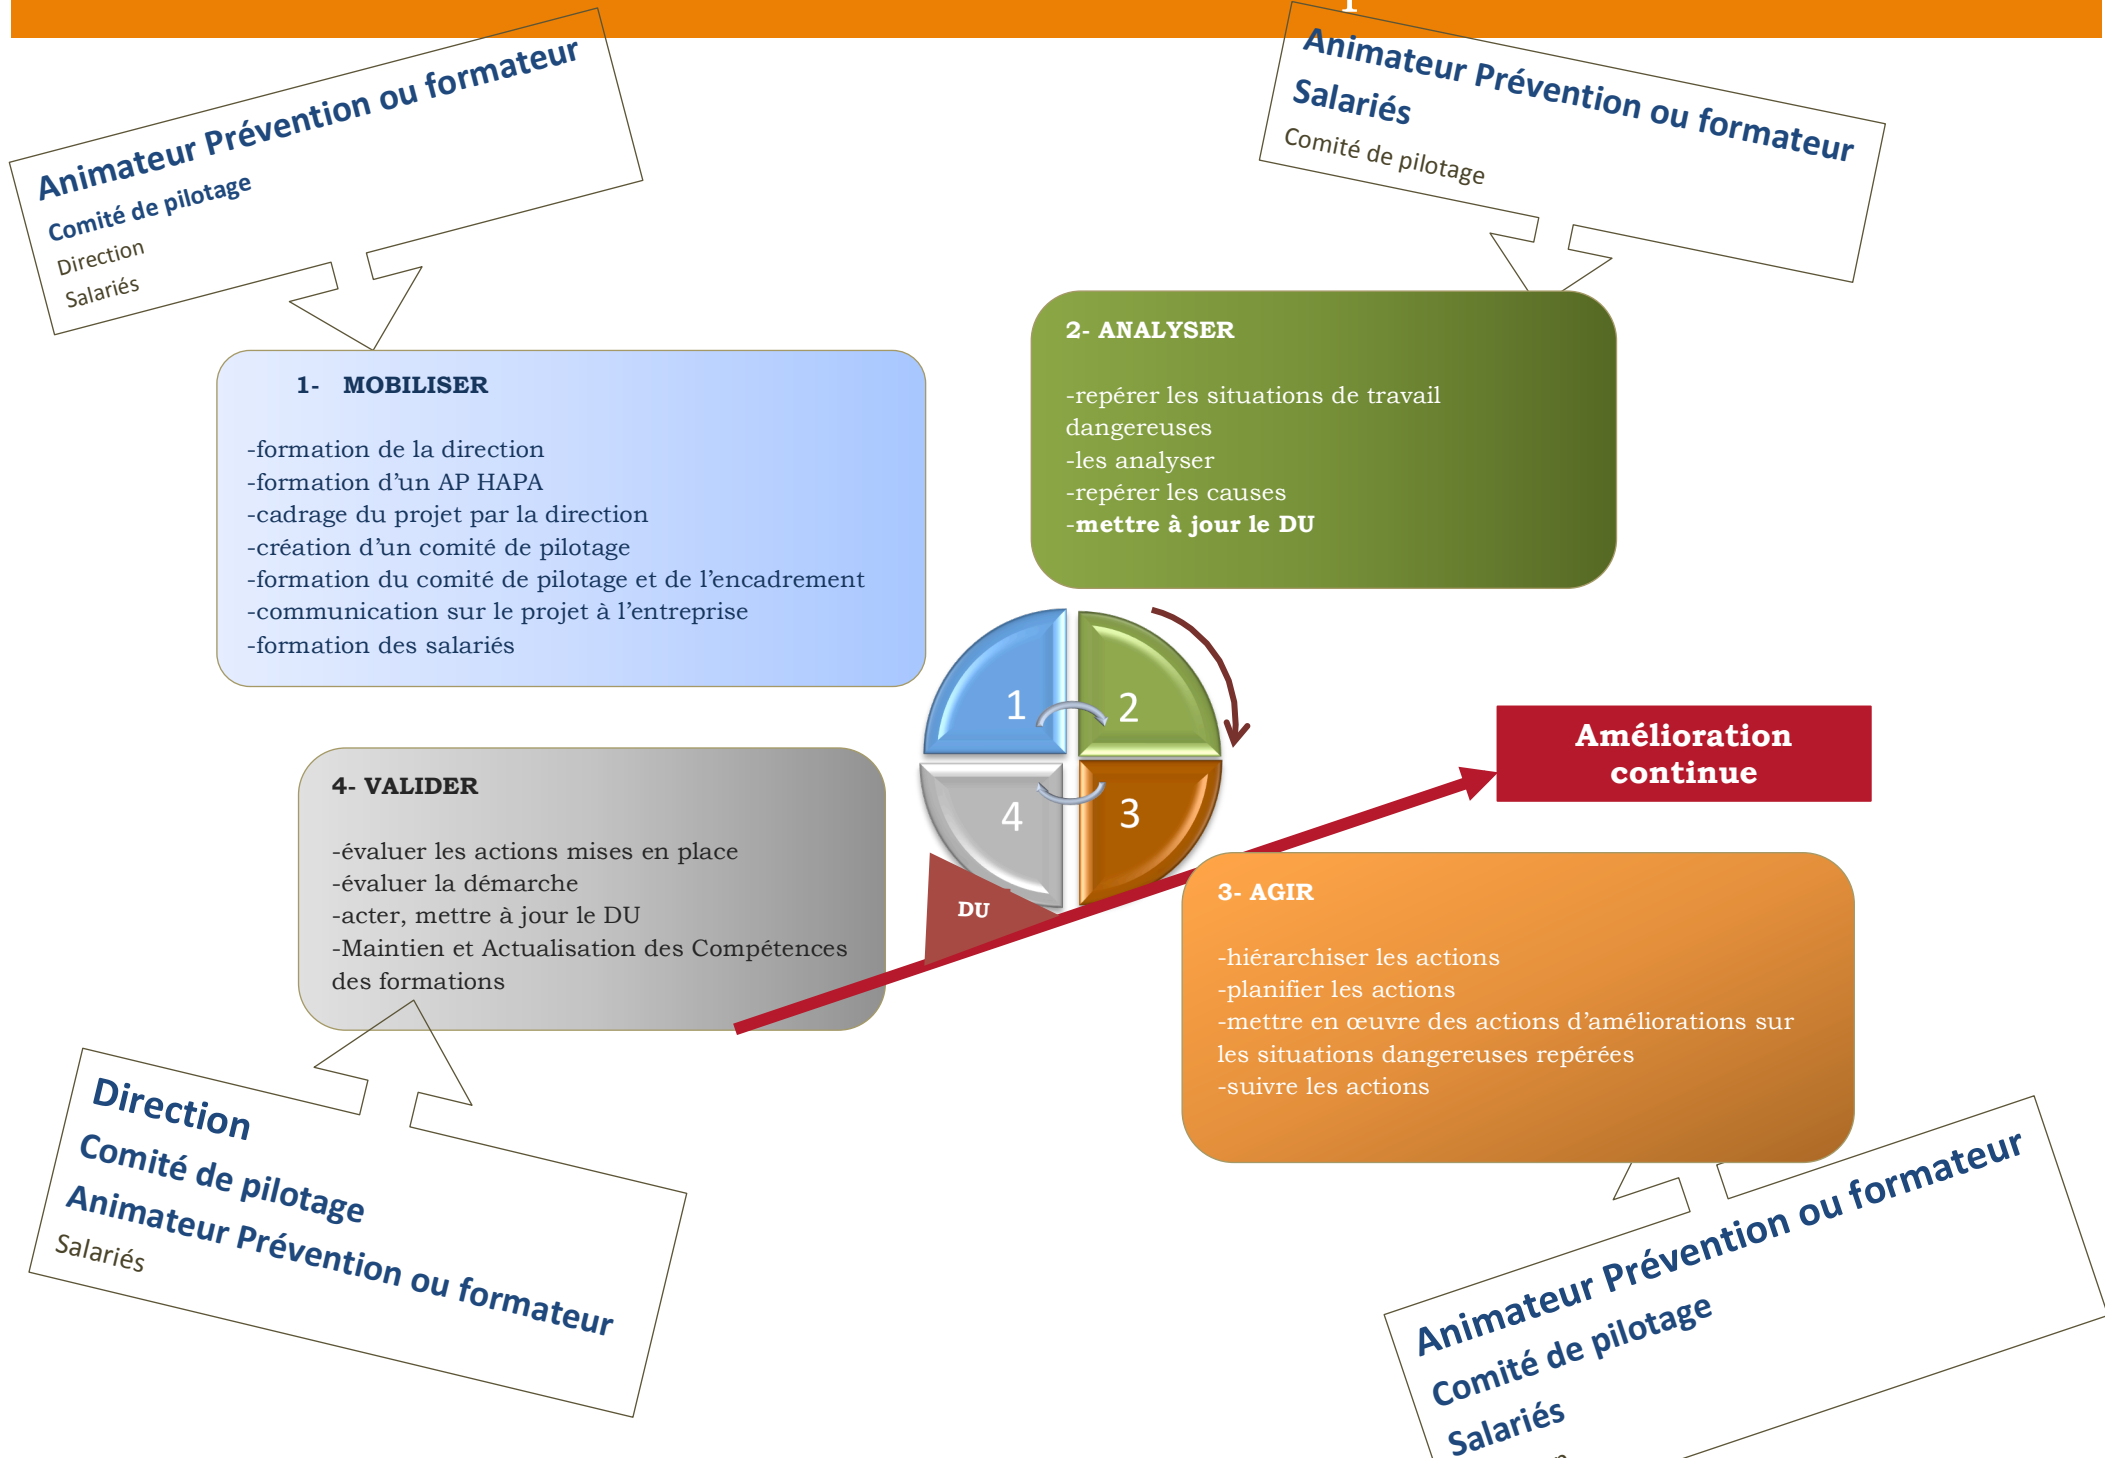 Animateur Prévention ou formateur
Comité de pilotage
Direction
Salariés
Animateur Prévention ou formateur
Salariés
Comité de pilotage
1- MOBILISER
-formation de la direction
-formation d’un AP HAPA
-cadrage du projet par la direction
-création d’un comité de pilotage
-formation du comité de pilotage et de l’encadrement
-communication sur le projet à l’entreprise
-formation des salariés
2- ANALYSER
-repérer les situations de travail
dangereuses
-les analyser
-repérer les causes
-mettre à jour le DU
1
2
4
3
Amélioration
continue
4- VALIDER
-évaluer les actions mises en place
-évaluer la démarche
-acter, mettre à jour le DU
-Maintien et Actualisation des Compétences
des formations
DU
3- AGIR
-hiérarchiser les actions
-planifier les actions
-mettre en œuvre des actions d’améliorations sur
les situations dangereuses repérées
-suivre les actions
Direction
Comité de pilotage
Animateur Prévention ou formateur
Salariés
Animateur Prévention ou formateur
Comité de pilotage
Salariés